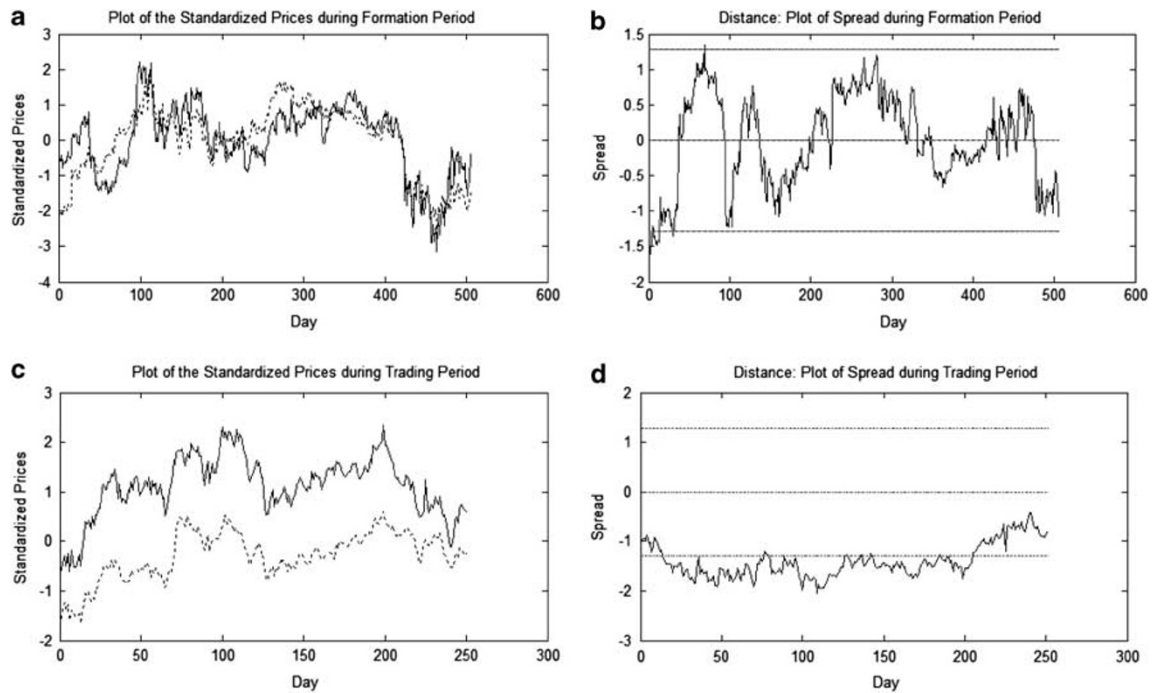 a
Plot of the Standardized Prices during Formation Period
3
2
1
0
-1
-2
-3
-4
Standardized Prices
0 100 200 300 400 500 600
Day
b
Distance: Plot of Spread during Formation Period
1.5
1
0.5
0
-0.5
-1
-1.5
-2
Spread
0 100 200 300 400 500 600
Day
c
Plot of the Standardized Prices during Trading Period
3
2
1
0
-1
-2
Standardized Prices
0 50 100 150 200 250 300
Day
d
Distance: Plot of Spread during Trading Period
2
1
0
-1
-2
-3
Spread
0 50 100 150 200 250 300
Day